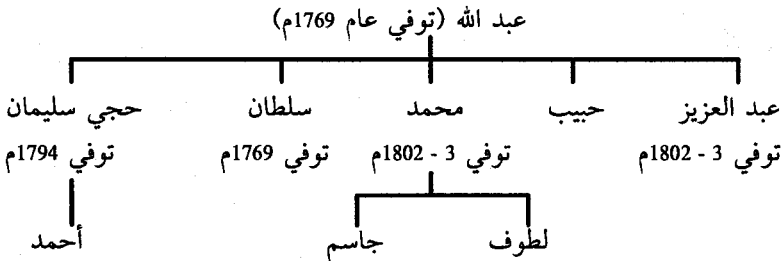 عبد الله (توفي عام 1769م)
عبد العزيز حبيب محمد سلطان حجي سليمان
توفي 3 - 1802م توفي 3 - 1802م توفي 1769م توفي 1794م
لطوف جاسم أحمد